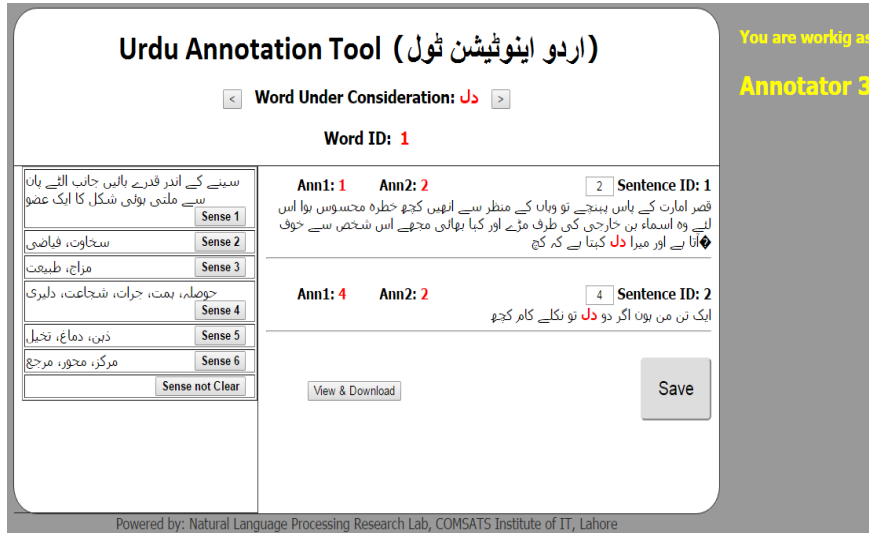 Urdu Annotation Tool (اردو اینوٹیشن ٹول)
< Word Under Consideration: دل >
Word ID: 1
You are workig as
Annotator 3
سینے کے اندر قدرے بائیں جانب الٹے پان
سے ملتی ہوئی شکل کا ایک عضو
Sense 1
سخاوت، فیاضی Sense 2
مزاج، طبیعت Sense 3
حوصلہ، ہمت، جرات، شجاعت، دلیری
Sense 4
ذہن، دماغ، تخیل Sense 5
مرکز، محور، مرجع Sense 6
Sense not Clear
Ann1: 1 Ann2: 2 2 Sentence ID: 1
قصر امارت کے پاس پہنچے تو وہاں کے منظر سے انھیں کچھ خطرہ محسوس ہوا اس
لئے وہ اسماء بن خارجی کی طرف مڑے اور کہا بھائی مجھے اس شخص سے خوف
�آتا ہے اور میرا دل کہتا ہے کہ کچ
Ann1: 4 Ann2: 2 4 Sentence ID: 2
ایک تن من ہوں اگر دو دل تو نکلے کام کچھ
View & Download
Save
Powered by: Natural Language Processing Research Lab, COMSATS Institute of IT, Lahore